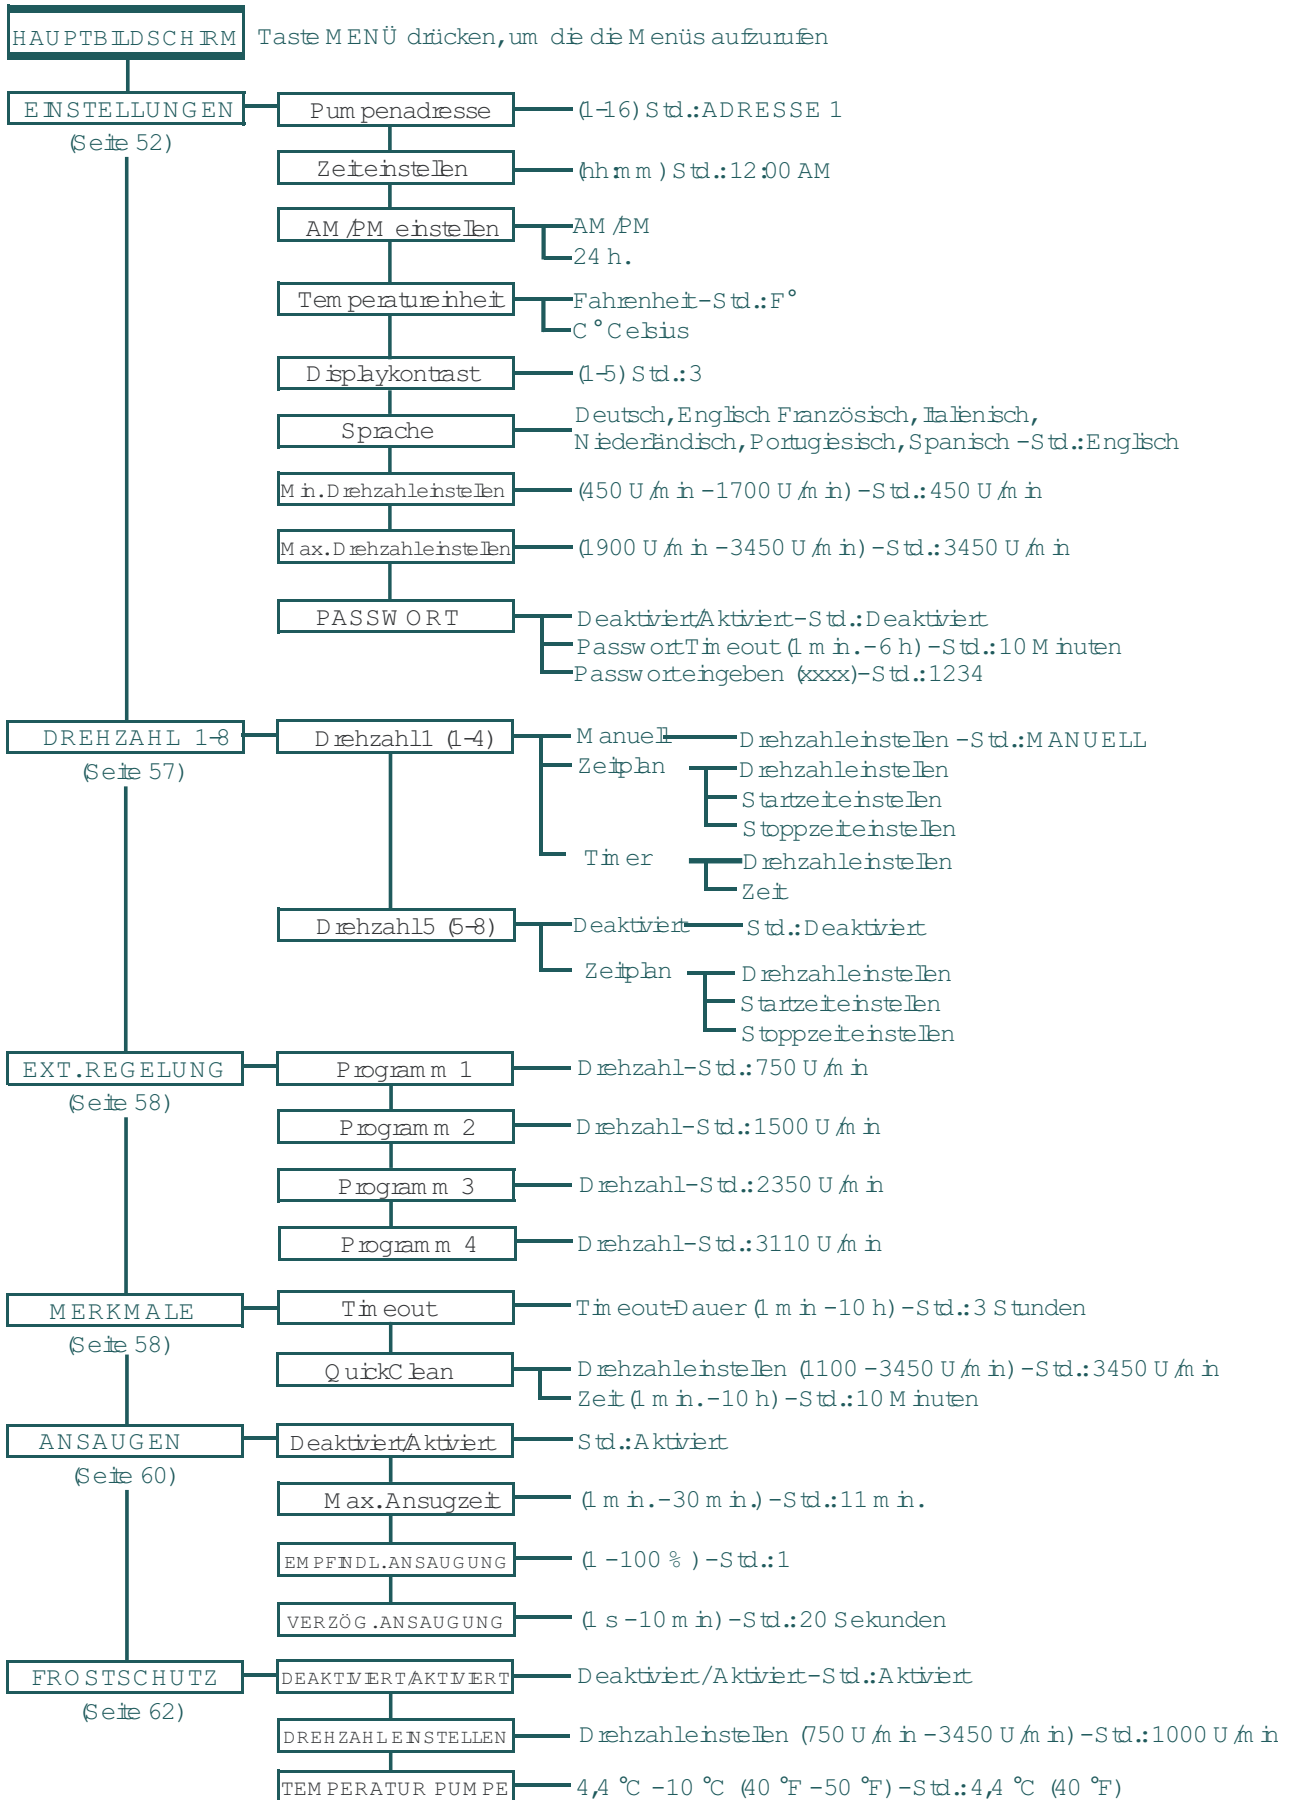 HAUPTBILDSCHIRM Taste MENÜ drücken, um die die Menüs aufzurufen
EINSTELLUNGEN Pumpenadresse (1-16) Std.: ADRESSE 1
(Seite 52)
Zeit einstellen (hh:mm) Std.: 12:00 AM
AM/PM einstellen AM/PM
24 h.
Temperatureinheit Fahrenheit - Std.: F°
C° Celsius
Displaykontrast (1-5) Std.: 3
Sprache Deutsch, Englisch Französisch, Italienisch,
Niederländisch, Portugiesisch, Spanisch - Std.: Englisch
Min. Drehzahl einstellen (450 U/min - 1700 U/min) - Std.: 450 U/min
Max. Drehzahl einstellen (1900 U/min - 3450 U/min) - Std.: 3450 U/min
PASSWORT Deaktiviert/Aktiviert - Std.: Deaktiviert
Passwort Timeout (1 min. - 6 h) - Std.: 10 Minuten
Passwort eingeben (xxxx) - Std.: 1234
DREHZAHL 1-8 Drehzahl 1 (1-4) Manuell Drehzahl einstellen - Std.: MANUELL
(Seite 57)
Zeitplan Drehzahl einstellen
Startzeit einstellen
Stoppzeit einstellen
Timer Drehzahl einstellen
Zeit
Drehzahl 5 (5-8) Deaktiviert Std.: Deaktiviert
Zeitplan Drehzahl einstellen
Startzeit einstellen
Stoppzeit einstellen
EXT. REGELUNG Programm 1 Drehzahl - Std.: 750 U/min
(Seite 58)
Programm 2 Drehzahl - Std.: 1500 U/min
Programm 3 Drehzahl - Std.: 2350 U/min
Programm 4 Drehzahl - Std.: 3110 U/min
MERKMALE Timeout Timeout-Dauer (1 min - 10 h) - Std.: 3 Stunden
(Seite 58)
QuickClean Drehzahl einstellen (1100 - 3450 U/min) - Std.: 3450 U/min
Zeit (1 min. - 10 h) - Std.: 10 Minuten
ANSAUGEN Deaktiviert/Aktiviert Std.: Aktiviert
(Seite 60)
Max. Ansugzeit (1 min. - 30 min.) - Std.: 11 min.
EMPFINDL. ANSAUGUNG (1 - 100 %) - Std.: 1
VERZÖG. ANSAUGUNG (1 s - 10 min) - Std.: 20 Sekunden
FROSTSCHUTZ DEAKTIVIERT/AKTIVIERT Deaktiviert/Aktiviert - Std.: Aktiviert
(Seite 62)
DREHZAHL EINSTELLEN Drehzahl einstellen (750 U/min - 3450 U/min) - Std.: 1000 U/min
TEMPERATUR PUMPE 4,4 °C - 10 °C (40 °F - 50 °F) - Std.: 4,4 °C (40 °F)